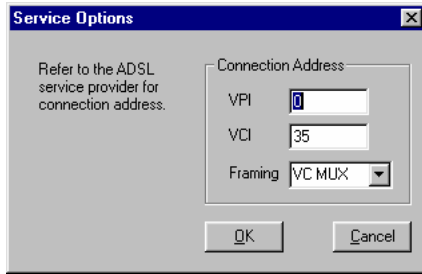 Service Options
Refer to the ADSL
service provider for
connection address.
Connection Address
VPI 0
VCI 35
Framing VC MUX
OK Cancel